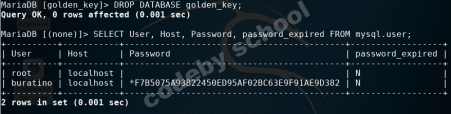 MariaDB [golden_key]> DROP DATABASE golden_key;
Query OK, 0 rows affected (0.001 sec)
MariaDB [(none)]> SELECT User, Host, Password, password_expired FROM mysql.user;
| User | Host | Password | password_expired |
| root | localhost | | N |
| buratino | localhost | *F7B5075A93B22450ED95AF02BC63E9F91AE9D382 | N |
2 rows in set (0.001 sec)
codeby school